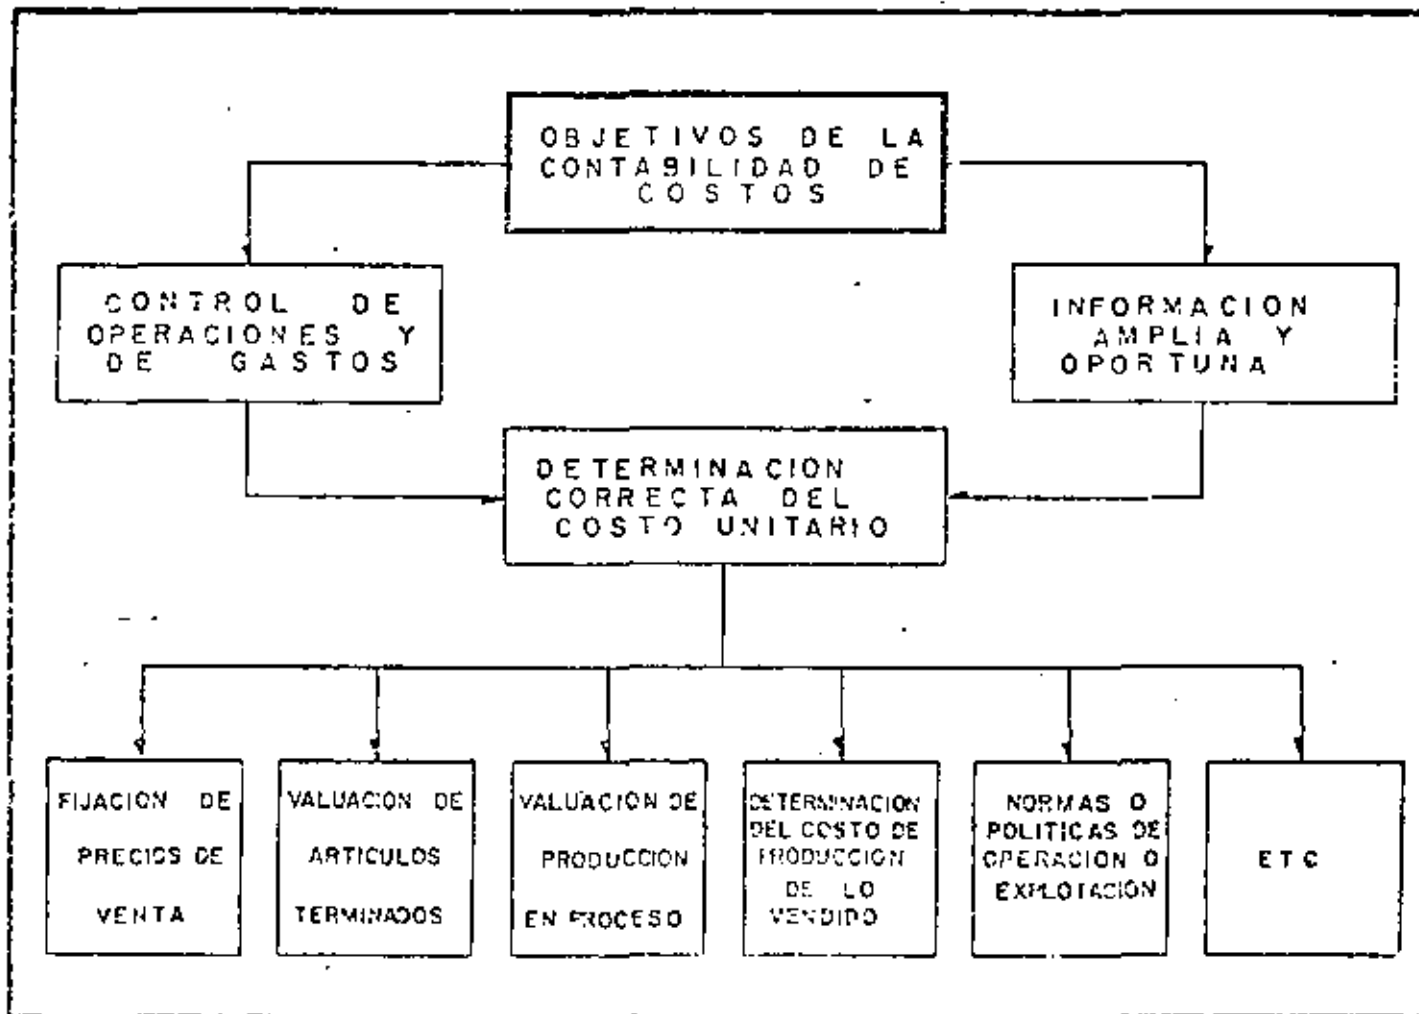 OBJETIVOS DE LA
CONTABILIDAD DE
COSTOS
CONTROL DE
OPERACIONES Y
DE GASTOS
INFORMACION
AMPLIA Y
OPORTUNA
DETERMINACION
CORRECTA DEL
COSTO UNITARIO
FIJACION DE
PRECIOS DE
VENTA
VALUACION DE
ARTICULOS
TERMINADOS
VALUACION DE
PRODUCCION
EN PROCESO
DETERMINACION
DEL COSTO DE
PRODUCCION
DE LO
VENDIDO
NORMAS O
POLITICAS DE
OPERACION O
EXPLOTACION
ETC